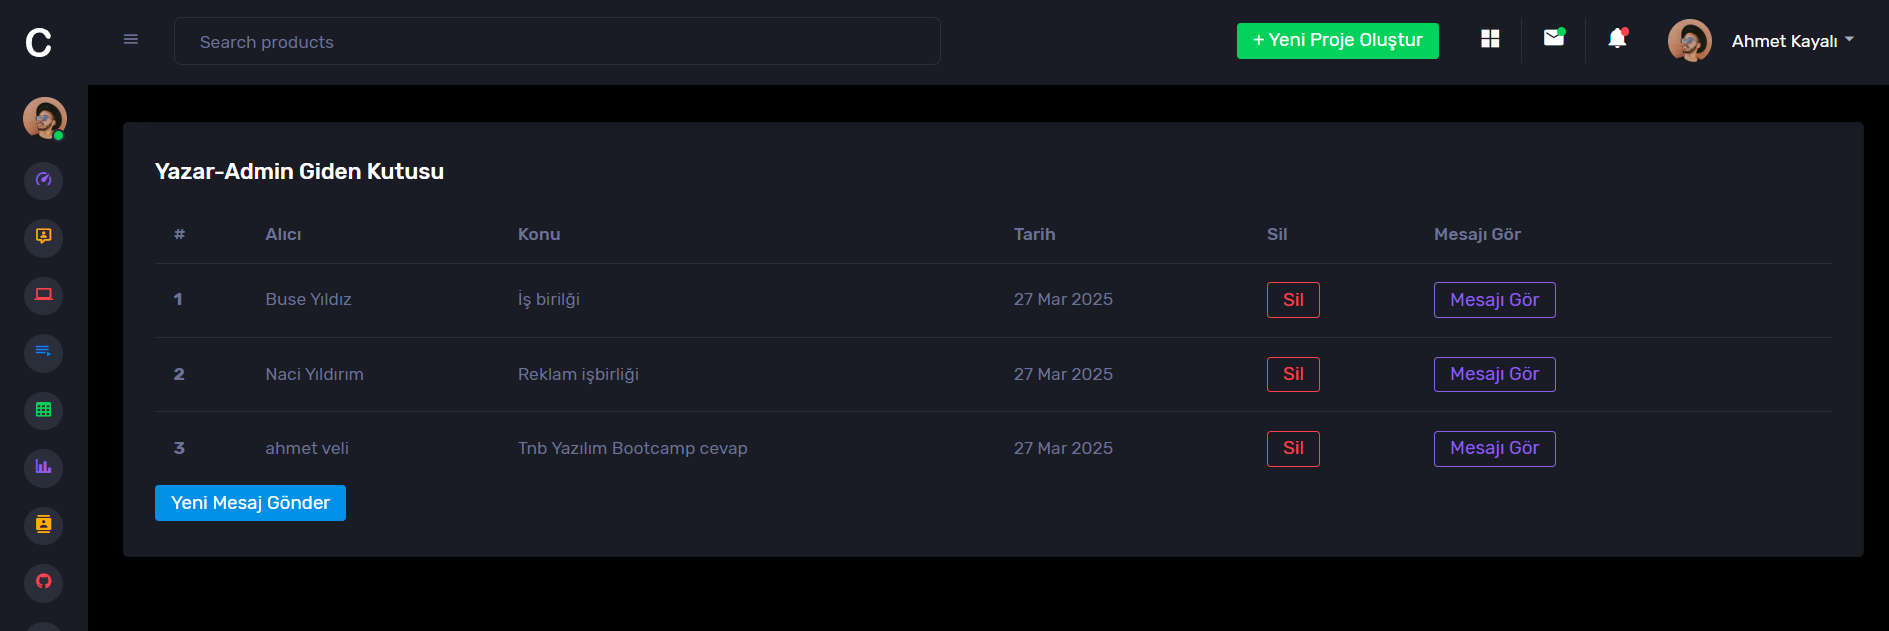 C
Search products
+ Yeni Proje Oluştur
Ahmet Kayalı
Yazar-Admin Giden Kutusu
# Alıcı Konu Tarih Sil Mesajı Gör
1 Buse Yıldız İş birilği 27 Mar 2025 Sil Mesajı Gör
2 Naci Yıldırım Reklam işbirliği 27 Mar 2025 Sil Mesajı Gör
3 ahmet veli Tnb Yazılım Bootcamp cevap 27 Mar 2025 Sil Mesajı Gör
Yeni Mesaj Gönder